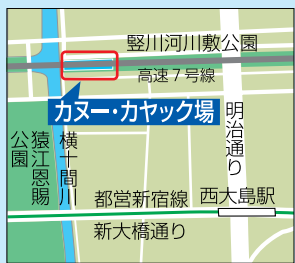 竪川河川敷公園
高速7号線
カヌー・カヤック場
明治通り
横十間川
猿江恩賜
公園
都営新宿線
西大島駅
新大橋通り